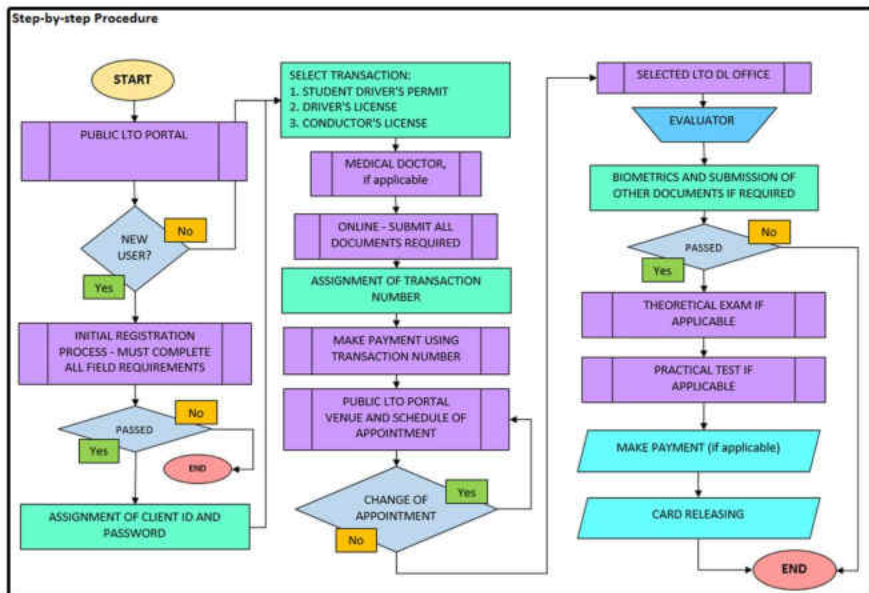 Step-by-step Procedure
START
PUBLIC LTO PORTAL
NEW
USER?
No
Yes
INITIAL REGISTRATION
PROCESS - MUST COMPLETE
ALL FIELD REQUIREMENTS
PASSED
No
Yes
END
ASSIGNMENT OF CLIENT ID AND
PASSWORD
SELECT TRANSACTION:
1. STUDENT DRIVER'S PERMIT
2. DRIVER'S LICENSE
3. CONDUCTOR'S LICENSE
MEDICAL DOCTOR,
if applicable
ONLINE - SUBMIT ALL
DOCUMENTS REQUIRED
ASSIGNMENT OF TRANSACTION
NUMBER
MAKE PAYMENT USING
TRANSACTION NUMBER
PUBLIC LTO PORTAL
VENUE AND SCHEDULE OF
APPOINTMENT
CHANGE OF
APPOINTMENT
Yes
No
SELECTED LTO DL OFFICE
EVALUATOR
BIOMETRICS AND SUBMISSION OF
OTHER DOCUMENTS IF REQUIRED
PASSED
No
Yes
THEORETICAL EXAM IF
APPLICABLE
PRACTICAL TEST IF
APPLICABLE
MAKE PAYMENT (if applicable)
CARD RELEASING
END